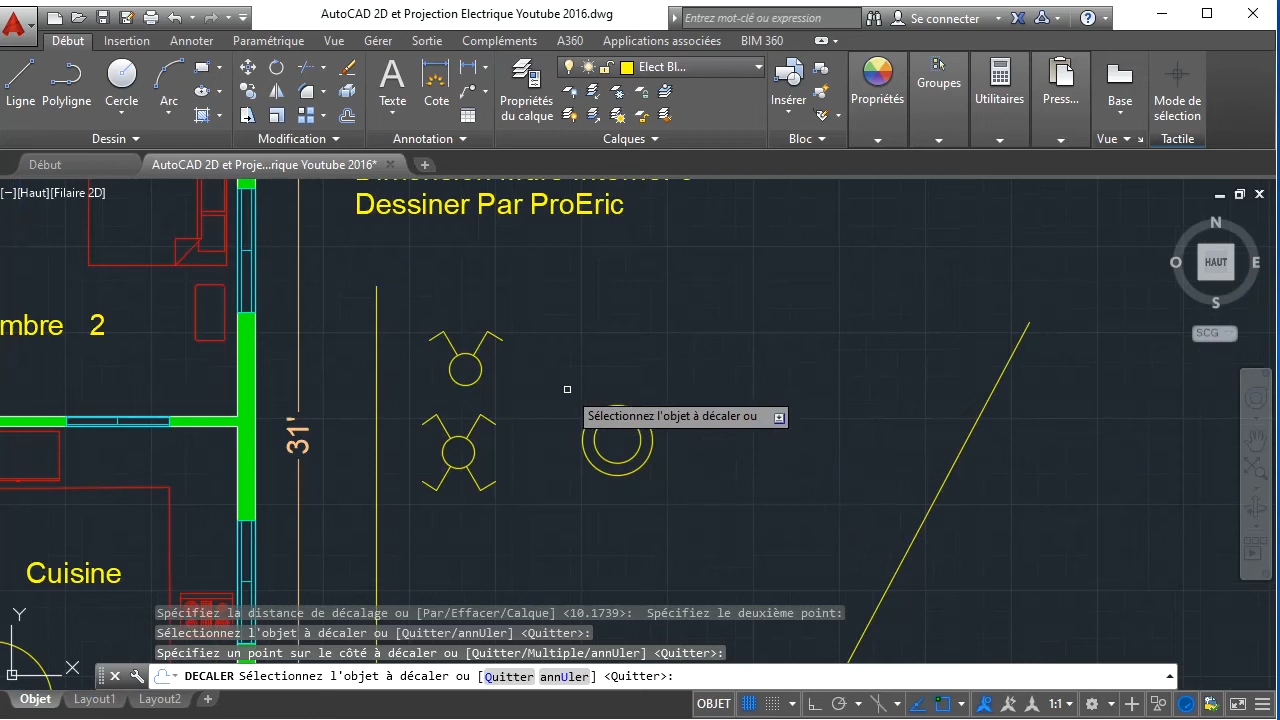 AutoCAD 2D et Projection Electrique Youtube 2016.dwg
Entrez mot-clé ou expression
Se connecter
Début
Insertion
Annoter
Paramétrique
Vue
Gérer
Sortie
Compléments
A360
Applications associées
BIM 360
Ligne
Polyligne
Cercle
Arc
Dessin
Modification
Texte
Cote
Annotation
Propriétés
du calque
Elect Bl...
Calques
Insérer
Bloc
Propriétés
Groupes
Utilitaires
Press...
Base
Vue
Mode de
sélection
Tactile
Début
AutoCAD 2D et Proje...rique Youtube 2016*
[−][Haut][Filaire 2D]
Dessiner Par ProEric
N
O
HAUT
E
S
SCG
mbre 2
31'
Sélectionnez l'objet à décaler ou
Cuisine
Y
X
Spécifiez la distance de décalage ou [Par/Effacer/Calque] <10.1739>:  Spécifiez le deuxième point:
Sélectionnez l'objet à décaler ou [Quitter/annUler] <Quitter>:
Spécifiez un point sur le côté à décaler ou [Quitter/Multiple/annUler] <Quitter>:
DECALER Sélectionnez l'objet à décaler ou [Quitter annUler] <Quitter>:
Objet
Layout1
Layout2
OBJET
1:1